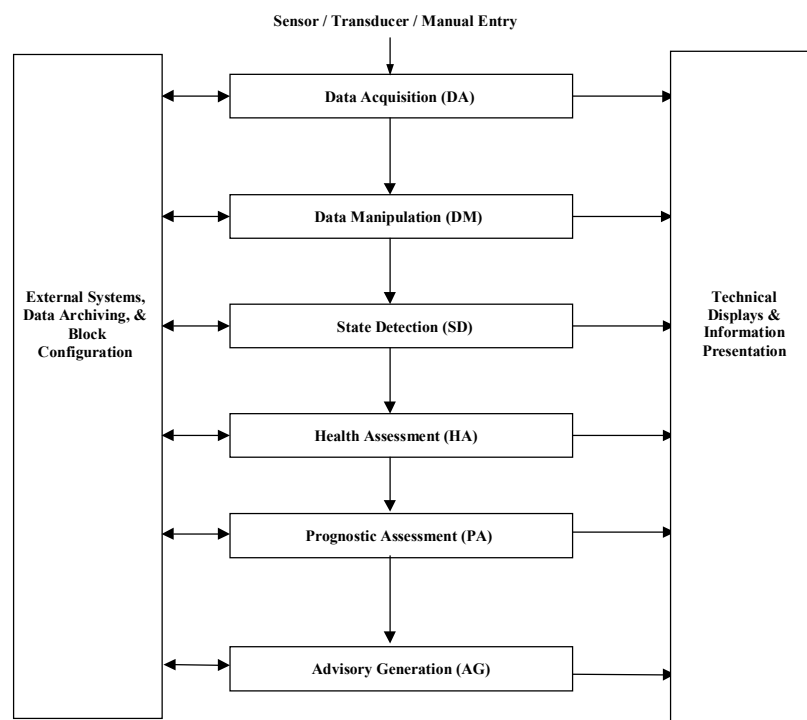 Sensor / Transducer / Manual Entry
Data Acquisition (DA)
Data Manipulation (DM)
External Systems,
Data Archiving, &
Block
Configuration
State Detection (SD)
Technical
Displays &
Information
Presentation
Health Assessment (HA)
Prognostic Assessment (PA)
Advisory Generation (AG)